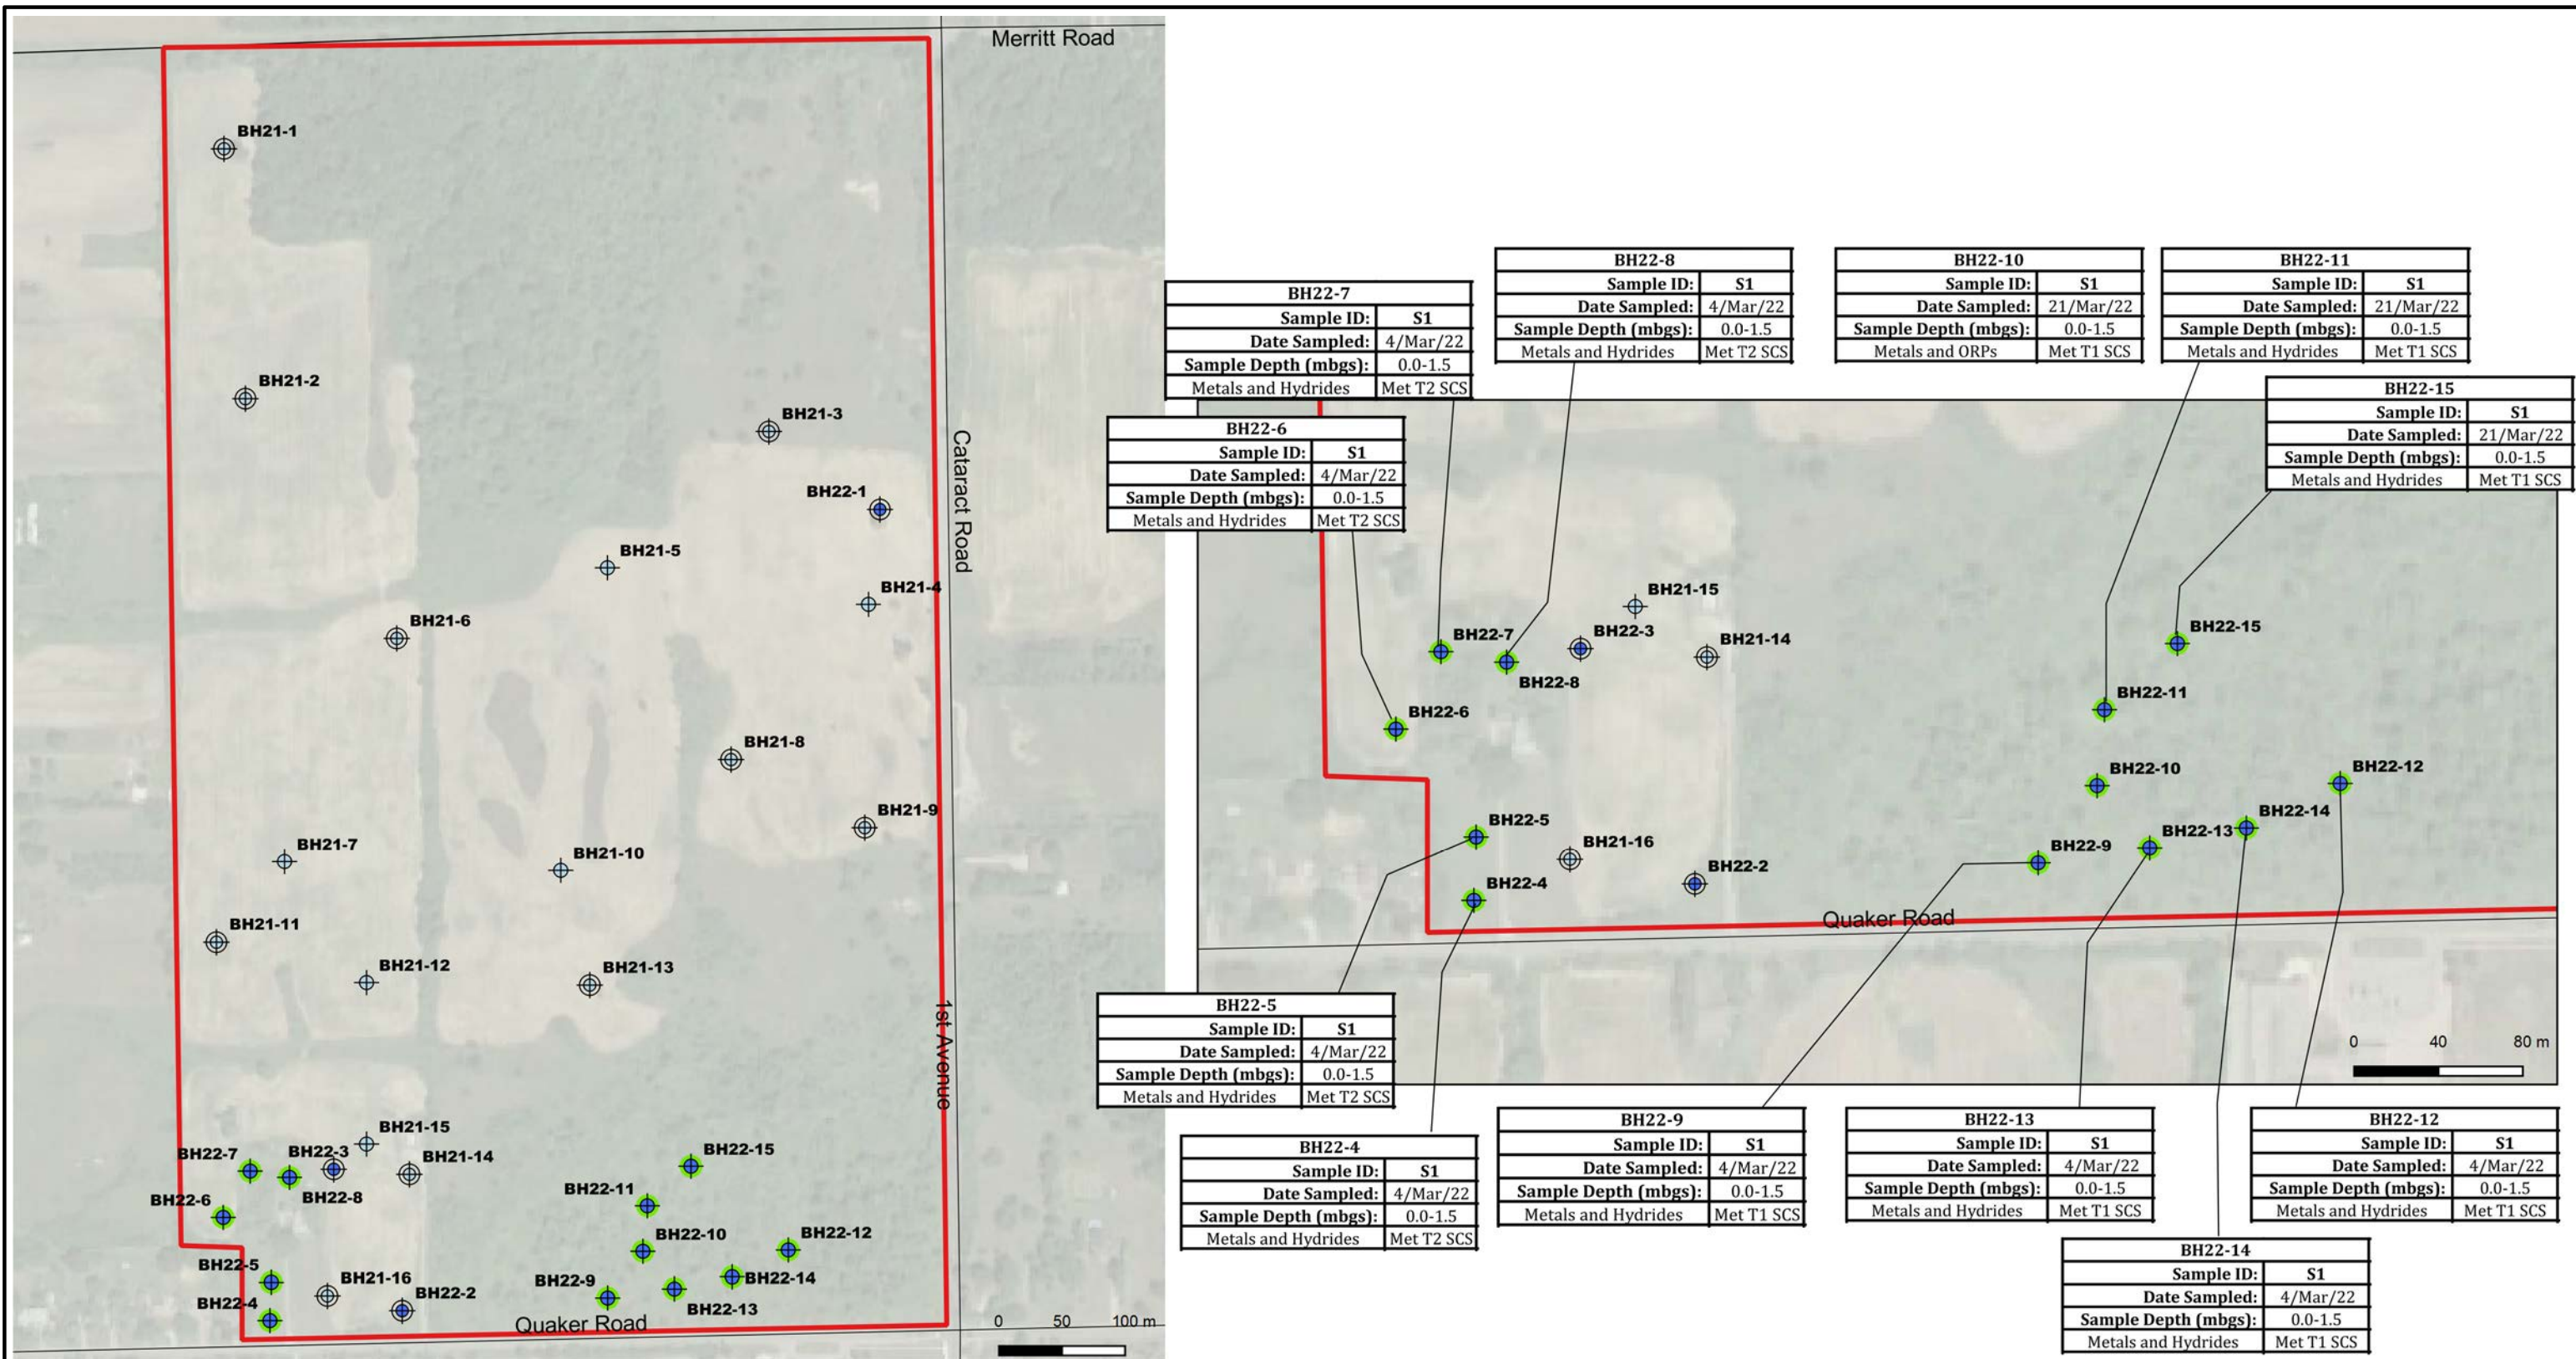 Merritt Road
BH21-1
BH21-2
BH21-3
BH22-1
Cataract Road
BH21-5
BH21-4
BH21-6
BH21-8
BH21-9
BH21-7
BH21-10
BH21-11
BH21-12
BH21-13
1st Avenue
BH21-15
BH22-7
BH22-3
BH21-14
BH22-15
BH22-8
BH22-6
BH22-11
BH22-10
BH22-12
BH22-5
BH21-16
BH22-9
BH22-14
BH22-4
BH22-2
BH22-13
Quaker Road
0 50 100 m
BH22-7
Sample ID: S1
Date Sampled: 4/Mar/22
Sample Depth (mbgs): 0.0-1.5
Metals and Hydrides Met T2 SCS
BH22-8
Sample ID: S1
Date Sampled: 4/Mar/22
Sample Depth (mbgs): 0.0-1.5
Metals and Hydrides Met T2 SCS
BH22-10
Sample ID: S1
Date Sampled: 21/Mar/22
Sample Depth (mbgs): 0.0-1.5
Metals and ORPs Met T1 SCS
BH22-11
Sample ID: S1
Date Sampled: 21/Mar/22
Sample Depth (mbgs): 0.0-1.5
Metals and Hydrides Met T1 SCS
BH22-15
Sample ID: S1
Date Sampled: 21/Mar/22
Sample Depth (mbgs): 0.0-1.5
Metals and Hydrides Met T1 SCS
BH22-6
Sample ID: S1
Date Sampled: 4/Mar/22
Sample Depth (mbgs): 0.0-1.5
Metals and Hydrides Met T2 SCS
BH21-15
BH22-7
BH22-3
BH21-14
BH22-15
BH22-8
BH22-6
BH22-11
BH22-10
BH22-12
BH22-5
BH22-14
BH21-16
BH22-13
BH22-9
BH22-4
BH22-2
Quaker Road
0 40 80 m
BH22-5
Sample ID: S1
Date Sampled: 4/Mar/22
Sample Depth (mbgs): 0.0-1.5
Metals and Hydrides Met T2 SCS
BH22-4
Sample ID: S1
Date Sampled: 4/Mar/22
Sample Depth (mbgs): 0.0-1.5
Metals and Hydrides Met T2 SCS
BH22-9
Sample ID: S1
Date Sampled: 4/Mar/22
Sample Depth (mbgs): 0.0-1.5
Metals and Hydrides Met T1 SCS
BH22-13
Sample ID: S1
Date Sampled: 4/Mar/22
Sample Depth (mbgs): 0.0-1.5
Metals and Hydrides Met T1 SCS
BH22-12
Sample ID: S1
Date Sampled: 4/Mar/22
Sample Depth (mbgs): 0.0-1.5
Metals and Hydrides Met T1 SCS
BH22-14
Sample ID: S1
Date Sampled: 4/Mar/22
Sample Depth (mbgs): 0.0-1.5
Metals and Hydrides Met T1 SCS